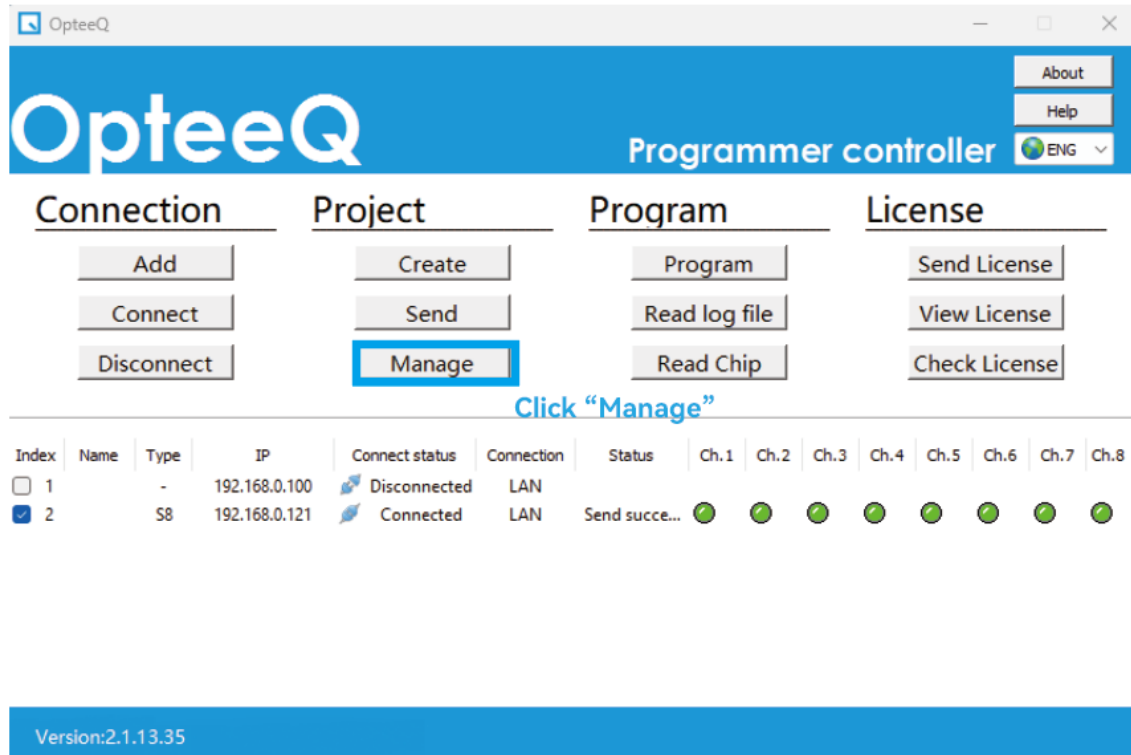 OpteeQ
About
Help
OpteeQ
Programmer controller
ENG
Connection Project Program License
Add Create Program Send License
Connect Send Read log file View License
Disconnect Manage Read Chip Check License
Click “Manage”
Index Name Type IP Connect status Connection Status Ch.1 Ch.2 Ch.3 Ch.4 Ch.5 Ch.6 Ch.7 Ch.8
1 - 192.168.0.100 Disconnected LAN
2 S8 192.168.0.121 Connected LAN Send succe...
Version:2.1.13.35